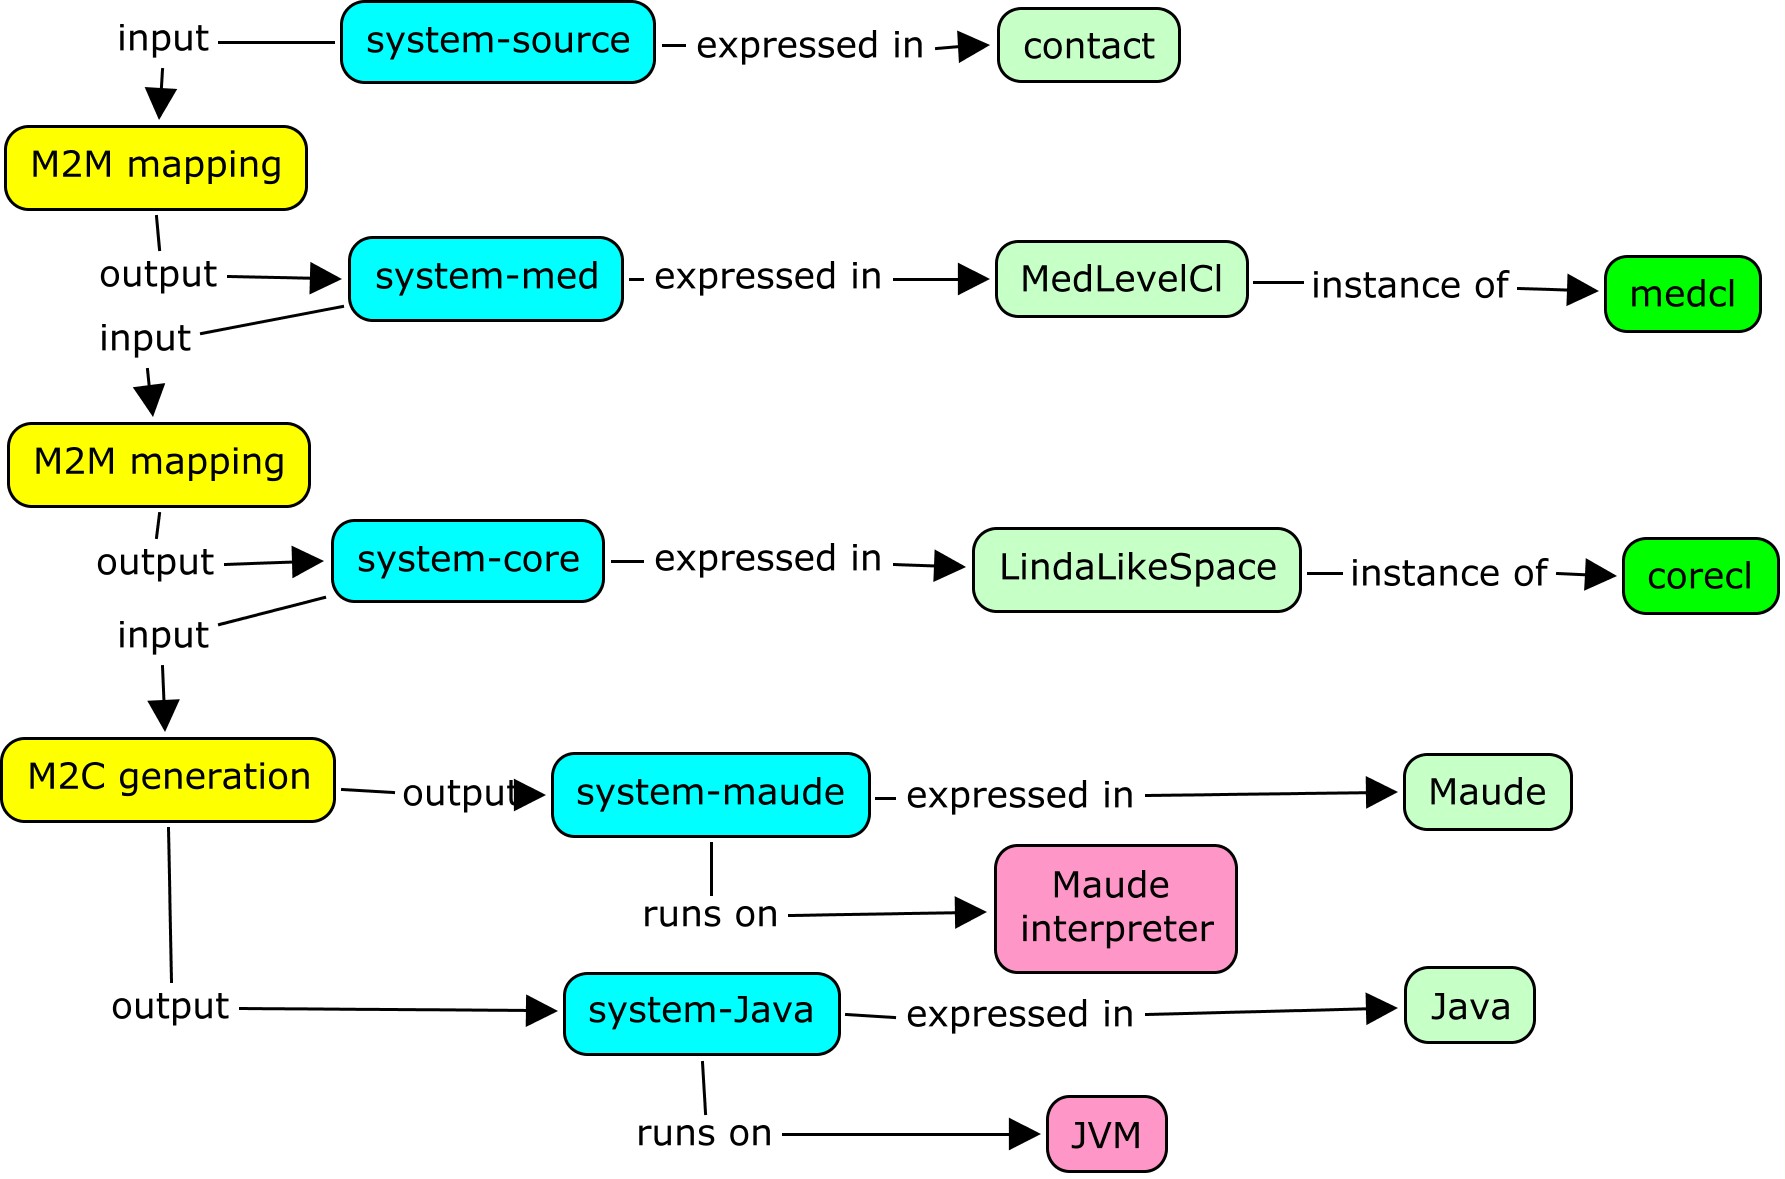 input
system-source
expressed in
contact
M2M mapping
output
system-med
expressed in
MedLevelCl
instance of
medcl
input
M2M mapping
output
system-core
expressed in
LindaLikeSpace
instance of
corecl
input
M2C generation
output
system-maude
expressed in
Maude
runs on
Maude
interpreter
output
system-Java
expressed in
Java
runs on
JVM